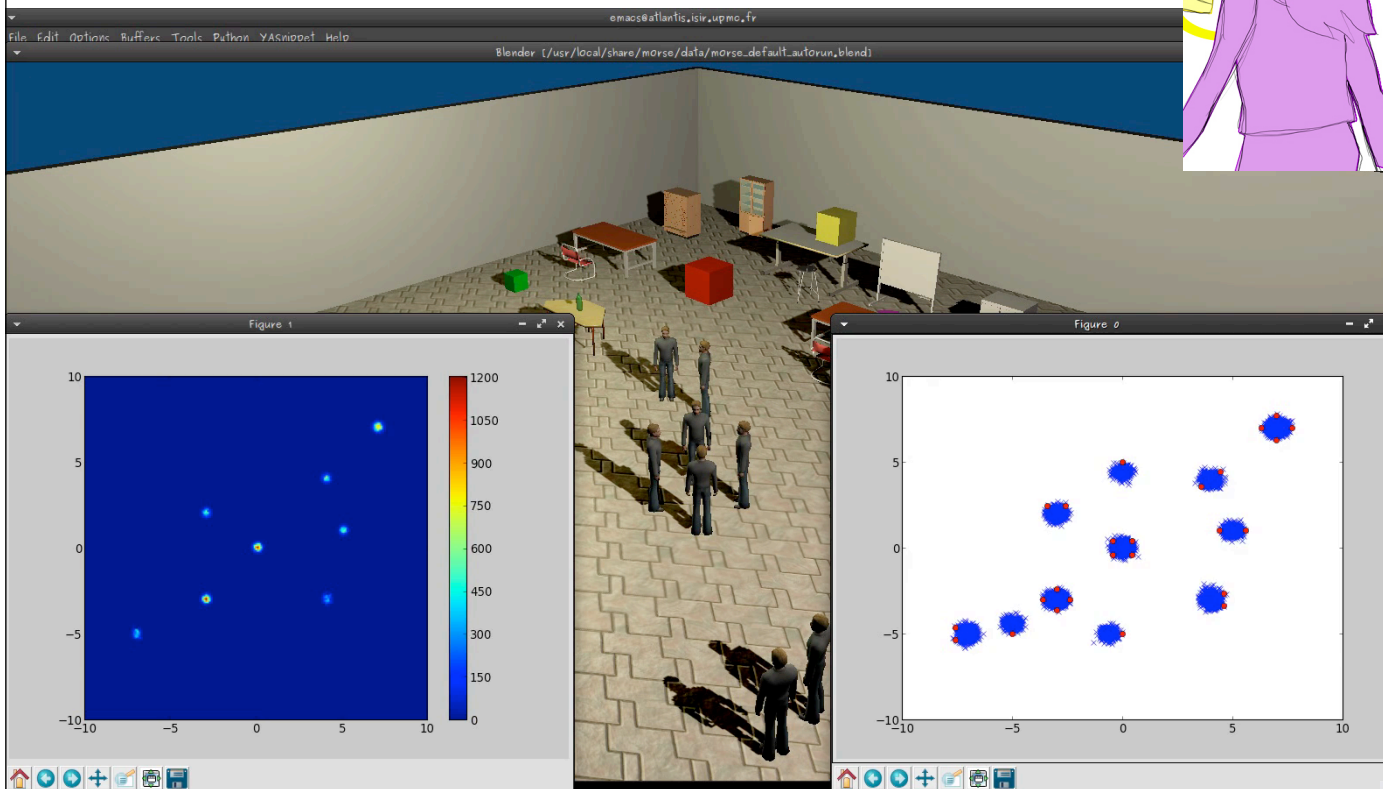 emacs@atlantis.isir.upmc.fr
File Edit Options Buffers Tools Python YASnippet Help
Blender [/usr/local/share/morse/data/morse_default_autorun.blend]
Figure 1
10
5
0
−5
−10
−10 −5 0 5 10
1200
1050
900
750
600
450
300
150
0
Figure 0
10
5
0
−5
−10
−10 −5 0 5 10